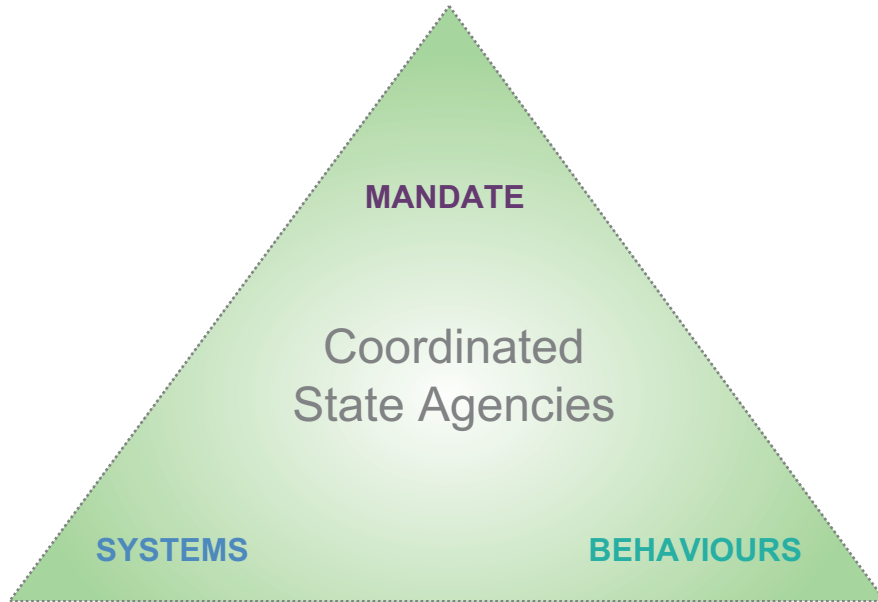 MANDATE
Coordinated
State Agencies
SYSTEMS
BEHAVIOURS